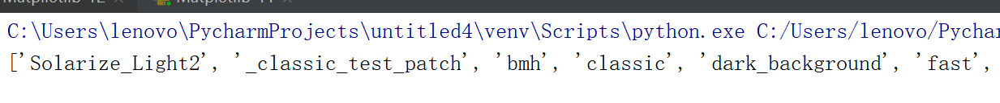 Matplotlib-12 Matplotlib-11
C:\Users\lenovo\PycharmProjects\untitled4\venv\Scripts\python.exe C:/Users/lenovo/Pychar
['Solarize_Light2', '_classic_test_patch', 'bmh', 'classic', 'dark_background', 'fast',